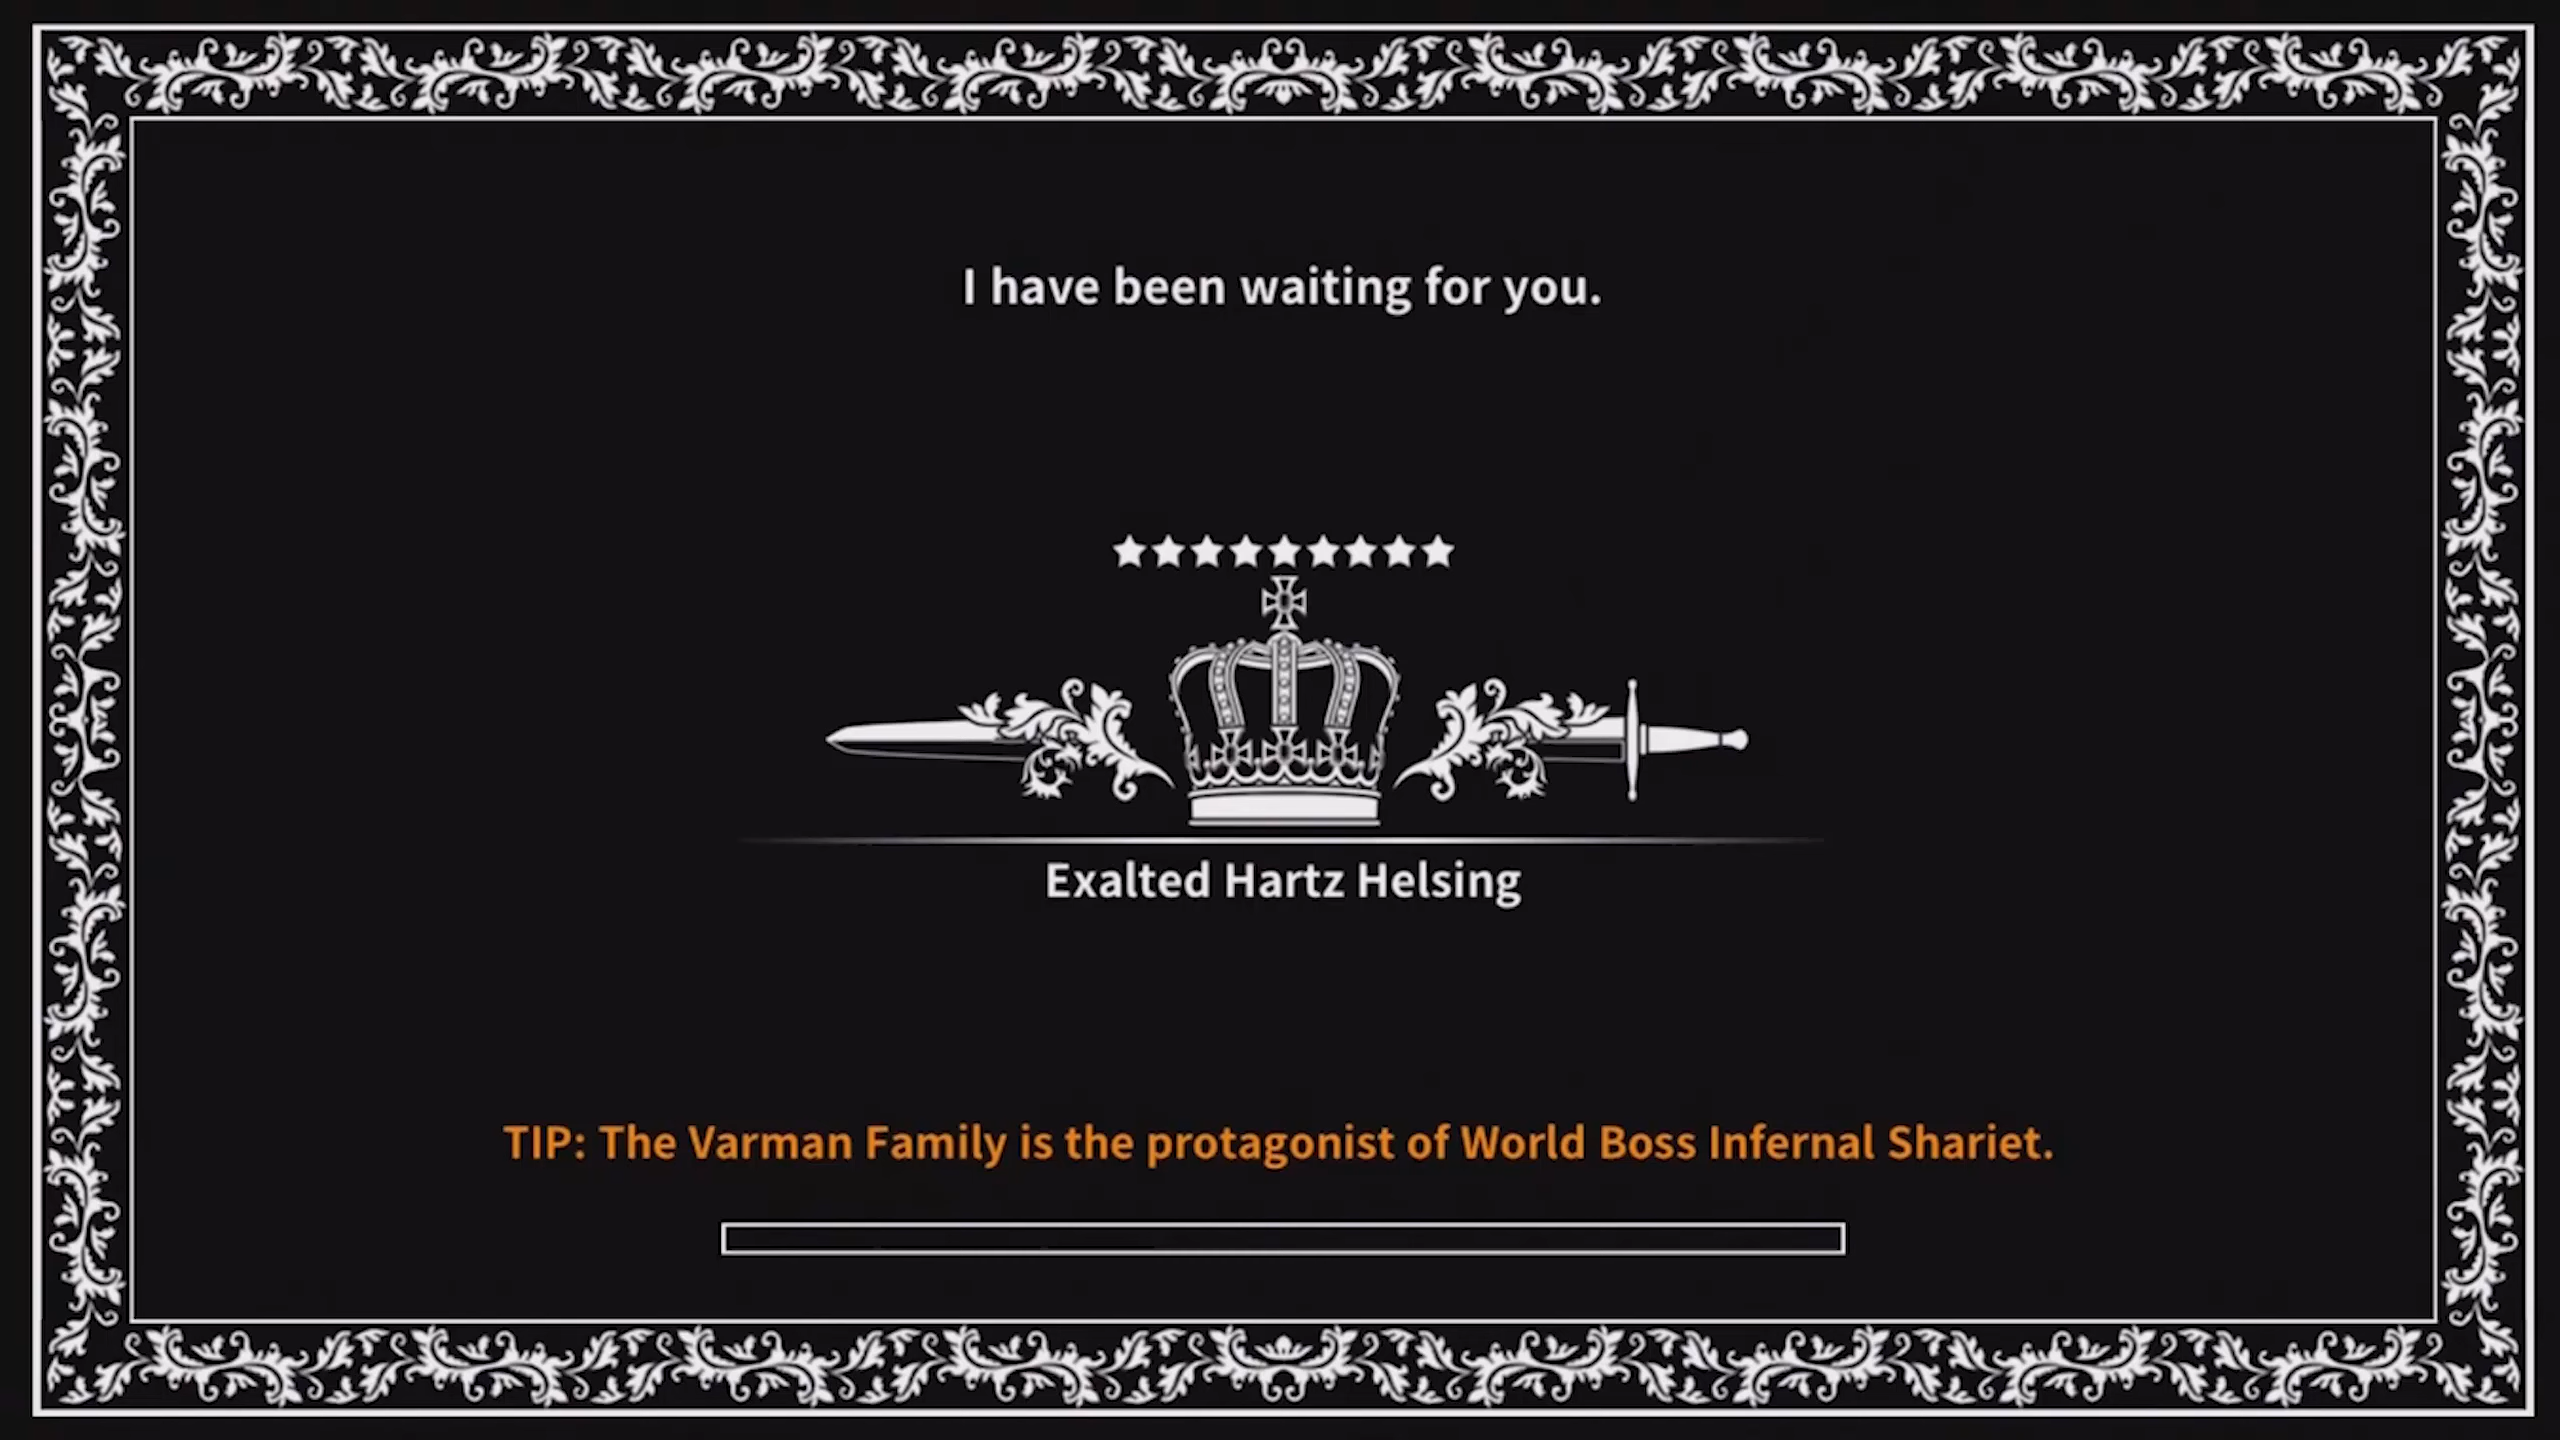 I have been waiting for you.
Exalted Hartz Helsing
TIP: The Varman Family is the protagonist of World Boss Infernal Shariet.